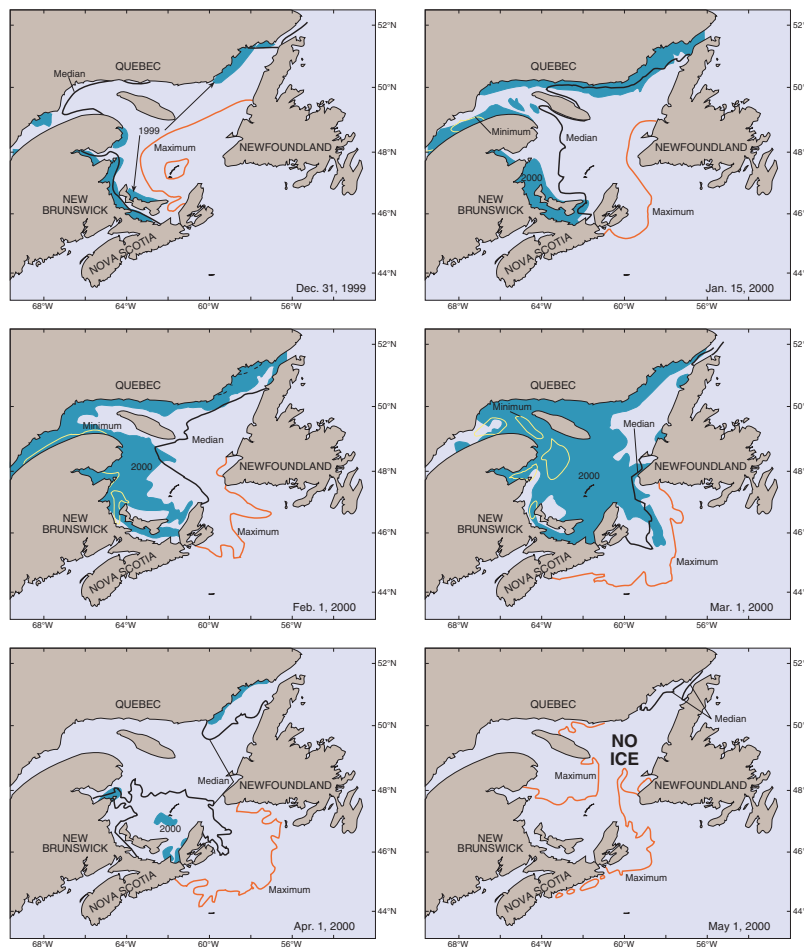 52°N
QUEBEC
Median
50°N
1999
Maximum
48°N
NEWFOUNDLAND
NEW
BRUNSWICK
46°N
NOVA SCOTIA
44°N
Dec. 31, 1999
68°W 64°W 60°W 56°W
52°N
QUEBEC
50°N
Minimum
Median
48°N
NEWFOUNDLAND
2000
NEW
BRUNSWICK
46°N
Maximum
NOVA SCOTIA
44°N
Jan. 15, 2000
68°W 64°W 60°W 56°W
52°N
QUEBEC
50°N
Minimum
Median
2000
48°N
NEWFOUNDLAND
NEW
BRUNSWICK
46°N
Maximum
NOVA SCOTIA
44°N
Feb. 1, 2000
68°W 64°W 60°W 56°W
52°N
QUEBEC
50°N
Minimum
Median
2000
48°N
NEWFOUNDLAND
NEW
BRUNSWICK
46°N
NOVA SCOTIA
Maximum
44°N
Mar. 1, 2000
68°W 64°W 60°W 56°W
52°N
QUEBEC
50°N
Median
48°N
NEWFOUNDLAND
2000
NEW
BRUNSWICK
46°N
NOVA SCOTIA
Maximum
44°N
Apr. 1, 2000
68°W 64°W 60°W 56°W
52°N
QUEBEC
Median
50°N
NO
ICE
Maximum
48°N
NEWFOUNDLAND
NEW
BRUNSWICK
46°N
NOVA SCOTIA
Maximum
44°N
May 1, 2000
68°W 64°W 60°W 56°W